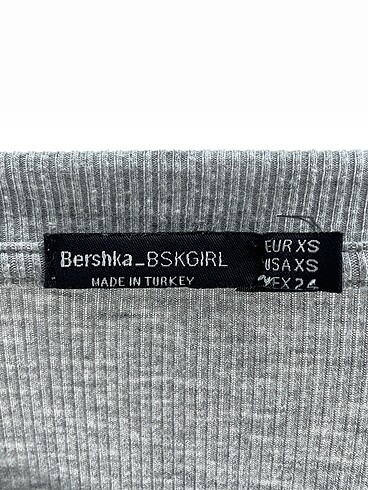 Bershka_BSKGIRL
MADE IN TURKEY
EUR XS
USA XS
MEX 24